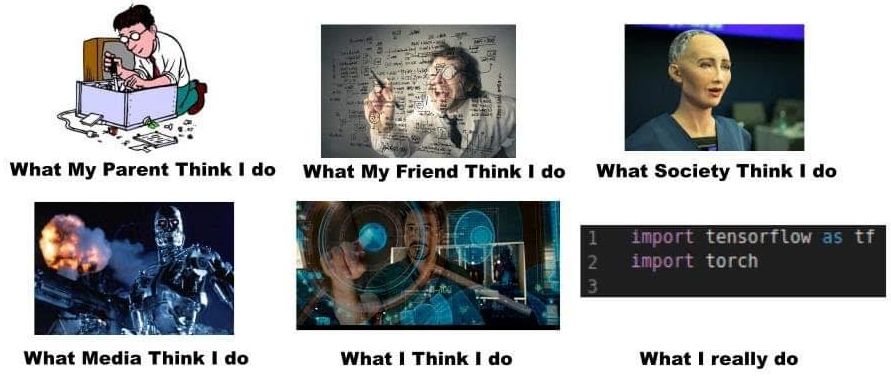 What My Parent Think I do
What My Friend Think I do
What Society Think I do
What Media Think I do
What I Think I do
1 import tensorflow as tf
2 import torch
3
What I really do